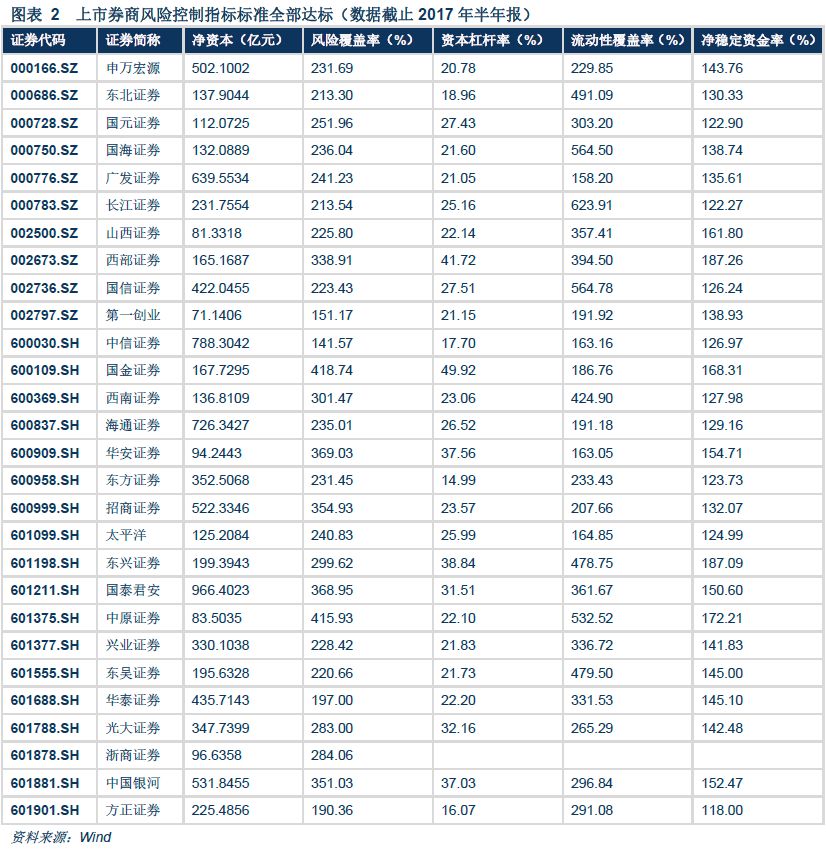 图表 2 上市券商风险控制指标标准全部达标（数据截止 2017 年半年报）
证券代码 证券简称 净资本（亿元） 风险覆盖率（%） 资本杠杆率（%） 流动性覆盖率（%） 净稳定资金率（%）
000166.SZ 申万宏源 502.1002 231.69 20.78 229.85 143.76
000686.SZ 东北证券 137.9044 213.30 18.96 491.09 130.33
000728.SZ 国元证券 112.0725 251.96 27.43 303.20 122.90
000750.SZ 国海证券 132.0889 236.04 21.60 564.50 138.74
000776.SZ 广发证券 639.5534 241.23 21.05 158.20 135.61
000783.SZ 长江证券 231.7554 213.54 25.16 623.91 122.27
002500.SZ 山西证券 81.3318 225.80 22.14 357.41 161.80
002673.SZ 西部证券 165.1687 338.91 41.72 394.50 187.26
002736.SZ 国信证券 422.0455 223.43 27.51 564.78 126.24
002797.SZ 第一创业 71.1406 151.17 21.15 191.92 138.93
600030.SH 中信证券 788.3042 141.57 17.70 163.16 126.97
600109.SH 国金证券 167.7295 418.74 49.92 186.76 168.31
600369.SH 西南证券 136.8109 301.47 23.06 424.90 127.98
600837.SH 海通证券 726.3427 235.01 26.52 191.18 129.16
600909.SH 华安证券 94.2443 369.03 37.56 163.05 154.71
600958.SH 东方证券 352.5068 231.45 14.99 233.43 123.73
600999.SH 招商证券 522.3346 354.93 23.57 207.66 132.07
601099.SH 太平洋 125.2084 240.83 25.99 164.85 124.99
601198.SH 东兴证券 199.3943 299.62 38.84 478.75 187.09
601211.SH 国泰君安 966.4023 368.95 31.51 361.67 150.60
601375.SH 中原证券 83.5035 415.93 22.10 532.52 172.21
601377.SH 兴业证券 330.1038 228.42 21.83 336.72 141.83
601555.SH 东吴证券 195.6328 220.66 21.73 479.50 145.00
601688.SH 华泰证券 435.7143 197.00 22.20 331.53 145.10
601788.SH 光大证券 347.7399 283.00 32.16 265.29 142.48
601878.SH 浙商证券 96.6358 284.06
601881.SH 中国银河 531.8455 351.03 37.03 296.84 152.47
601901.SH 方正证券 225.4856 190.36 16.07 291.08 118.00
资料来源：Wind